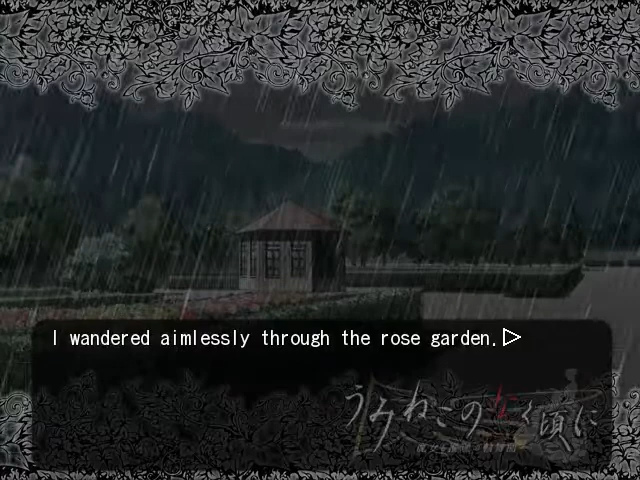 I wandered aimlessly through the rose garden.
うみねこのなく頃に